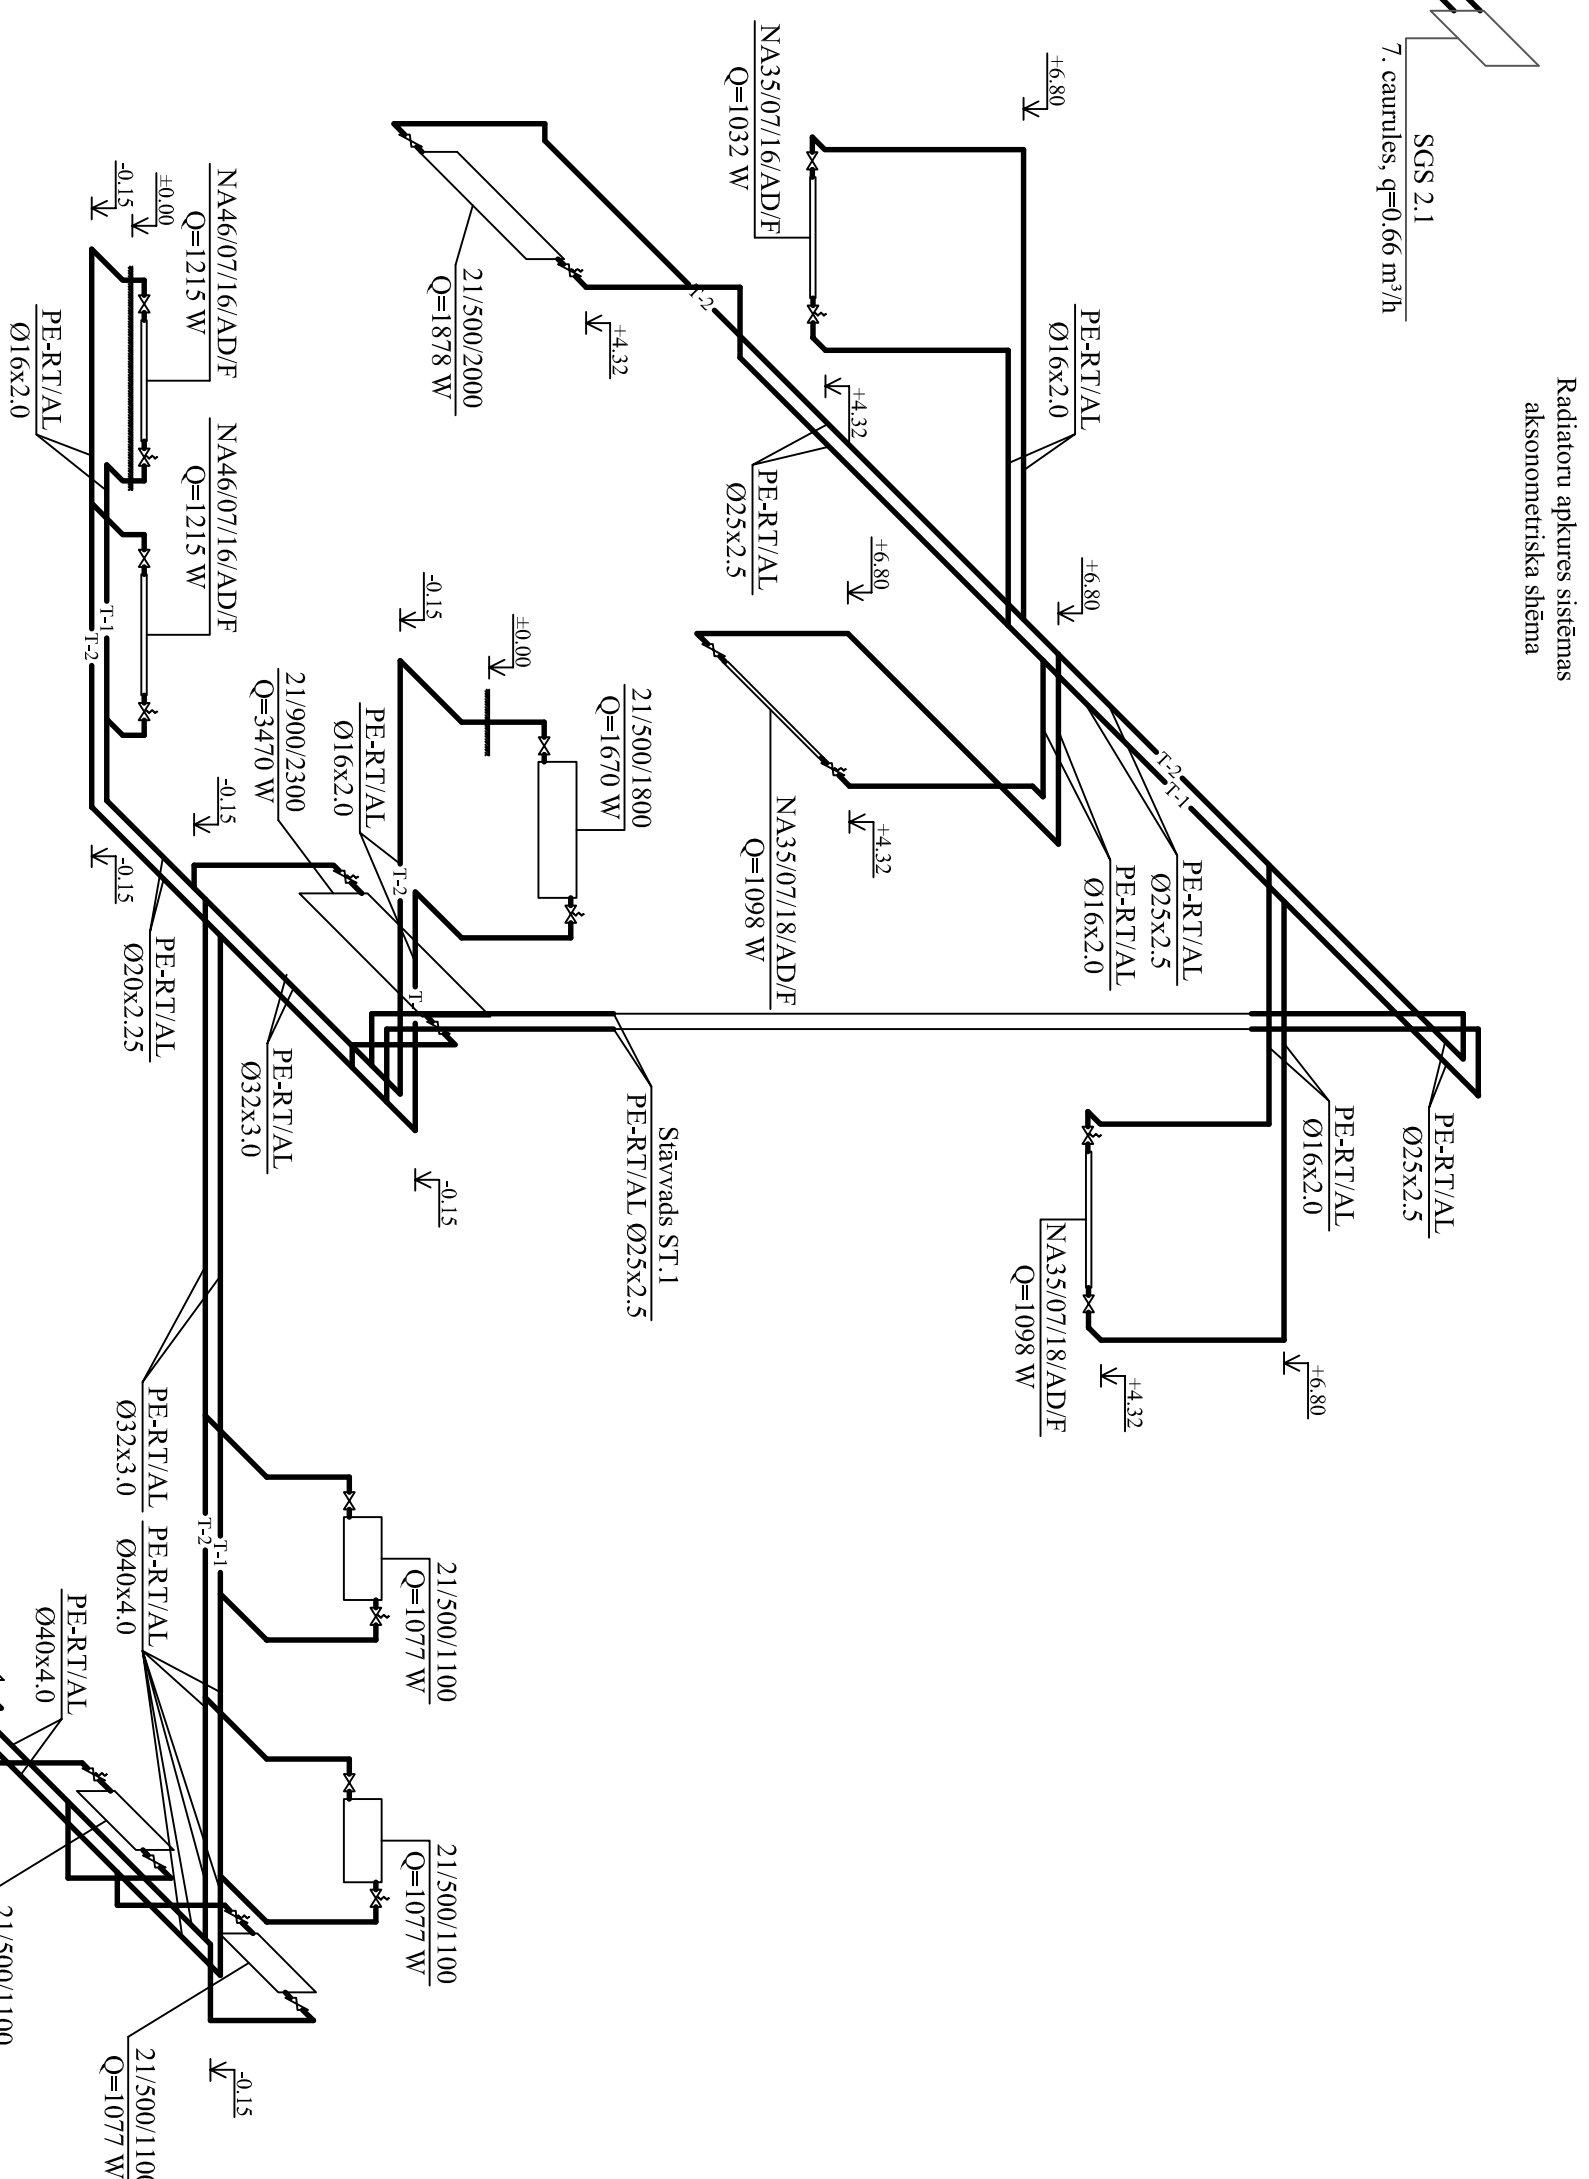 Radiatoru apkures sistēmas
aksonometriska shēma
SGS 2.1
7. caurules, q=0.66 m³/h
PE-RT/AL
Ø25x2.5
PE-RT/AL
Ø16x2.0
+6.80
+4.32
NA35/07/18/AD/F
Q=1098 W
T-2
T-1
PE-RT/AL
Ø25x2.5
PE-RT/AL
Ø16x2.0
+6.80
+6.80
PE-RT/AL
Ø16x2.0
+6.80
NA35/07/16/AD/F
Q=1032 W
+4.32
PE-RT/AL
Ø25x2.5
+6.80
+4.32
NA35/07/18/AD/F
Q=1098 W
T-2
+4.32
21/500/2000
Q=1878 W
Stāvvads ST.1
PE-RT/AL Ø25x2.5
21/500/1800
Q=1670 W
±0.00
-0.15
T-2
T-
PE-RT/AL
Ø16x2.0
21/900/2300
Q=3470 W
-0.15
-0.15
PE-RT/AL
Ø32x3.0
NA46/07/16/AD/F
Q=1215 W
NA46/07/16/AD/F
Q=1215 W
±0.00
-0.15
PE-RT/AL
Ø16x2.0
T-1
T-2
-0.15
PE-RT/AL
Ø20x2.25
21/500/1100
Q=1077 W
21/500/1100
Q=1077 W
T-1
T-2
PE-RT/AL
Ø32x3.0
PE-RT/AL
Ø40x4.0
PE-RT/AL
Ø40x4.0
-0.15
21/500/1100
Q=1077 W
21/500/1100